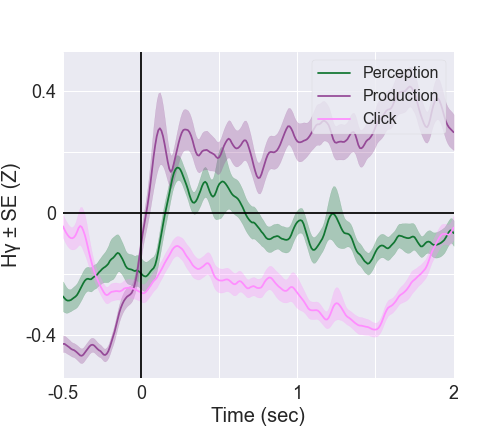 Perception
Production
Click
0.4
0
-0.4
Hγ ± SE (Z)
-0.5
0
1
2
Time (sec)